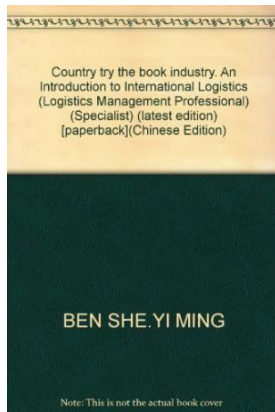 Country try the book industry. An
Introduction to International Logistics
(Logistics Management Professional)
(Specialist) (latest edition)
[paperback](Chinese Edition)
BEN SHE.YI MING
Note: This is not the actual book cover